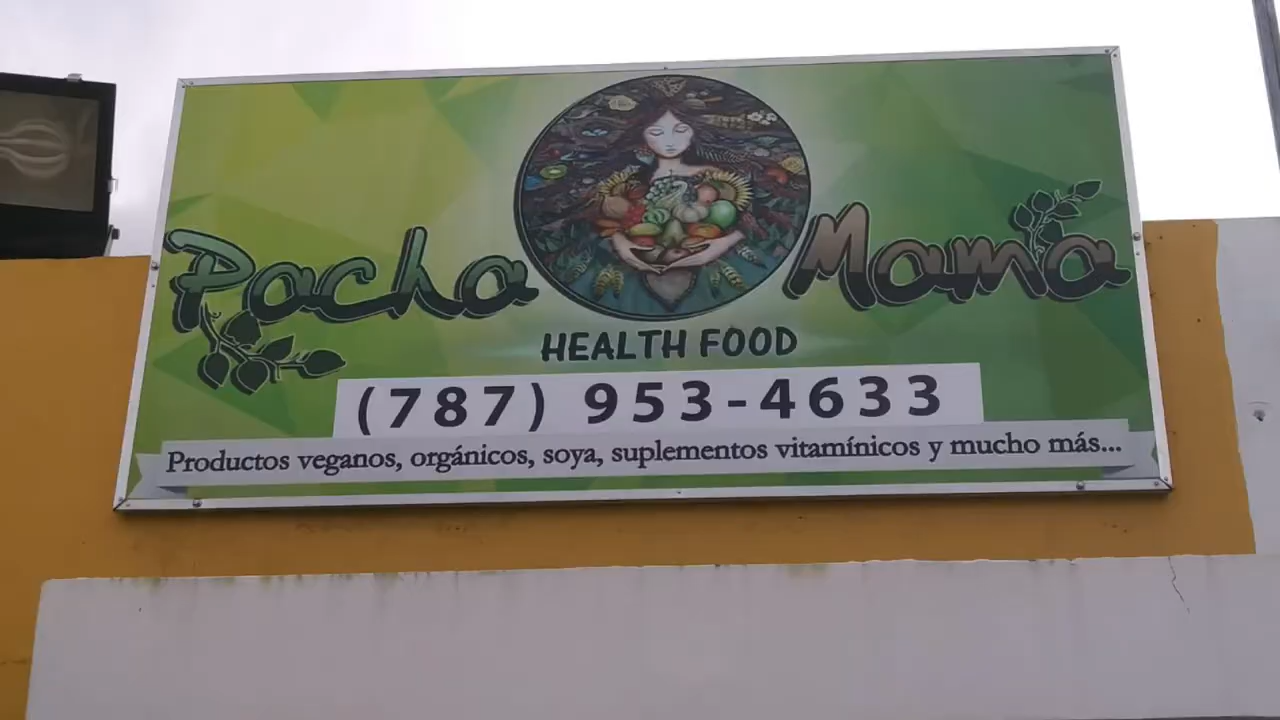 Pacha Mama
HEALTH FOOD
(787) 953-4633
Productos veganos, orgánicos, soya, suplementos vitamínicos y mucho más...